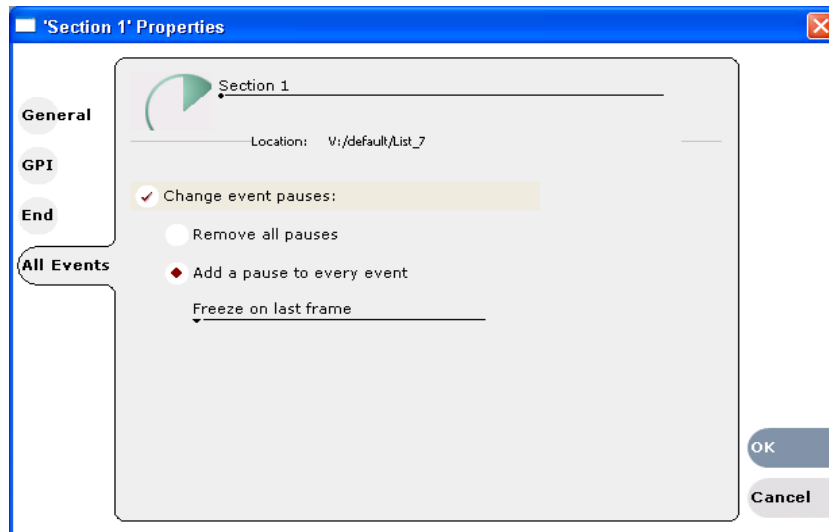 'Section 1' Properties
General
GPI
End
All Events
Section 1
Location: V:/default/List_7
Change event pauses:
Remove all pauses
Add a pause to every event
Freeze on last frame
OK
Cancel